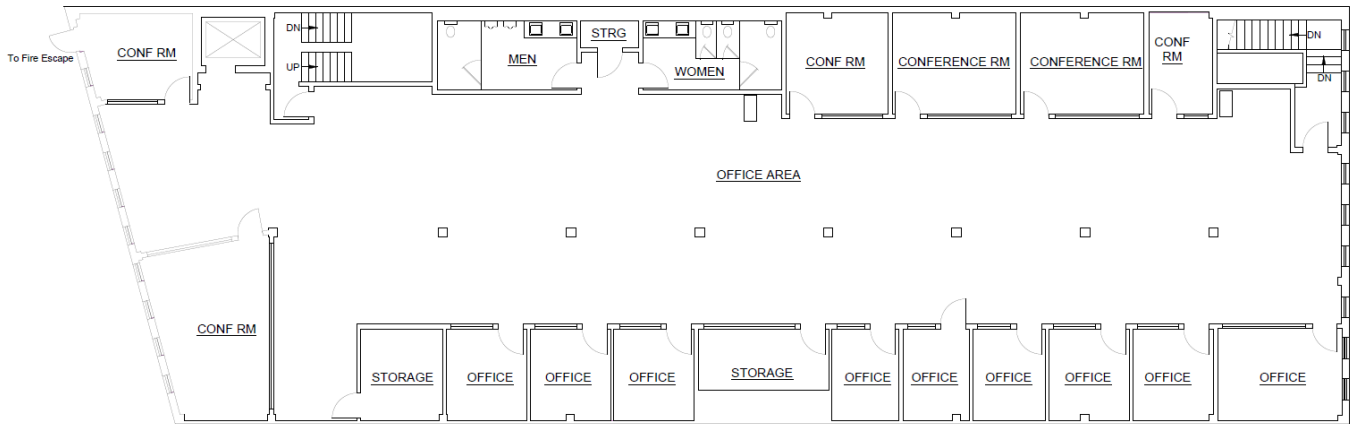 To Fire Escape
CONF RM
DN
UP
MEN
STRG
WOMEN
CONF RM
CONFERENCE RM
CONFERENCE RM
CONF
RM
DN
DN
OFFICE AREA
CONF RM
STORAGE
OFFICE
OFFICE
OFFICE
STORAGE
OFFICE
OFFICE
OFFICE
OFFICE
OFFICE
OFFICE